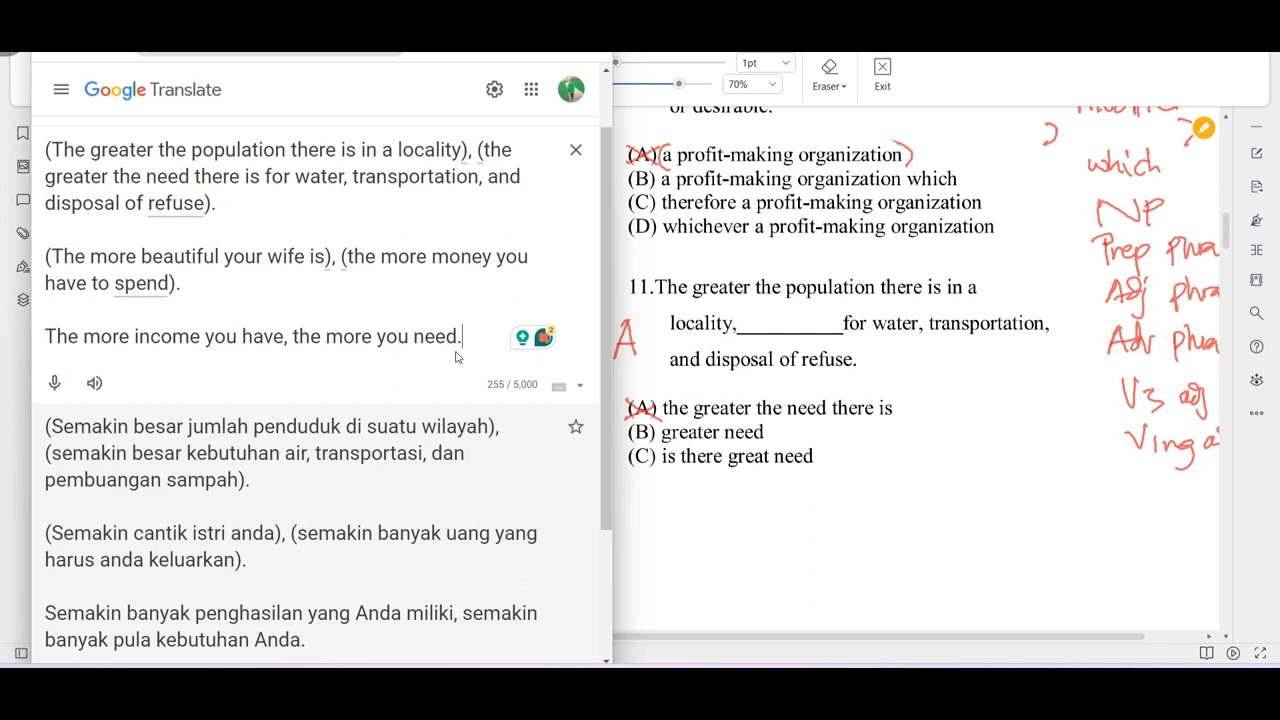 Google Translate
(The greater the population there is in a locality), (the
greater the need there is for water, transportation, and
disposal of refuse).
(The more beautiful your wife is), (the more money you
have to spend).
The more income you have, the more you need.
2
255 / 5,000
(Semakin besar jumlah penduduk di suatu wilayah),
(semakin besar kebutuhan air, transportasi, dan
pembuangan sampah).
(Semakin cantik istri anda), (semakin banyak uang yang
harus anda keluarkan).
Semakin banyak penghasilan yang Anda miliki, semakin
banyak pula kebutuhan Anda.
1pt
70%
Eraser
Exit
or desirable.
(A) (a profit-making organization)
(B) a profit-making organization which
(C) therefore a profit-making organization
(D) whichever a profit-making organization
11.The greater the population there is in a
locality,__________for water, transportation,
and disposal of refuse.
A
(A) the greater the need there is
(B) greater need
(C) is there great need
which
NP
Prep phra
Adj phra
Adv phra
V3 adj
Ving a